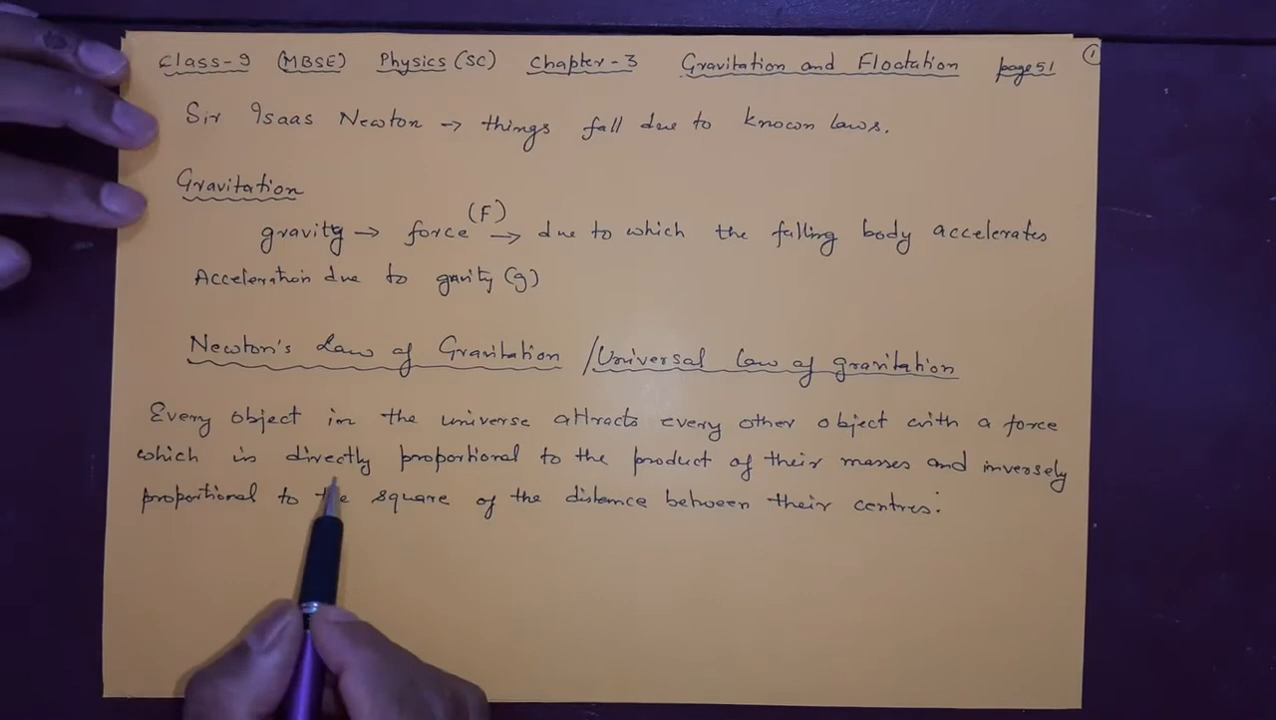 Class-9 (MBSE) Physics (SC) Chapter-3 Gravitation and Floatation page 51 1
Sir Isaas Newton → things fall due to known laws.
Gravitation
gravity → force (F) → due to which the falling body accelerates
Acceleration due to gravity (g)
Newton's Law of Gravitation / Universal law of gravitation
Every object in the universe attracts every other object with a force
which is directly proportional to the product of their masses and inversely
proportional to the square of the distance between their centres.